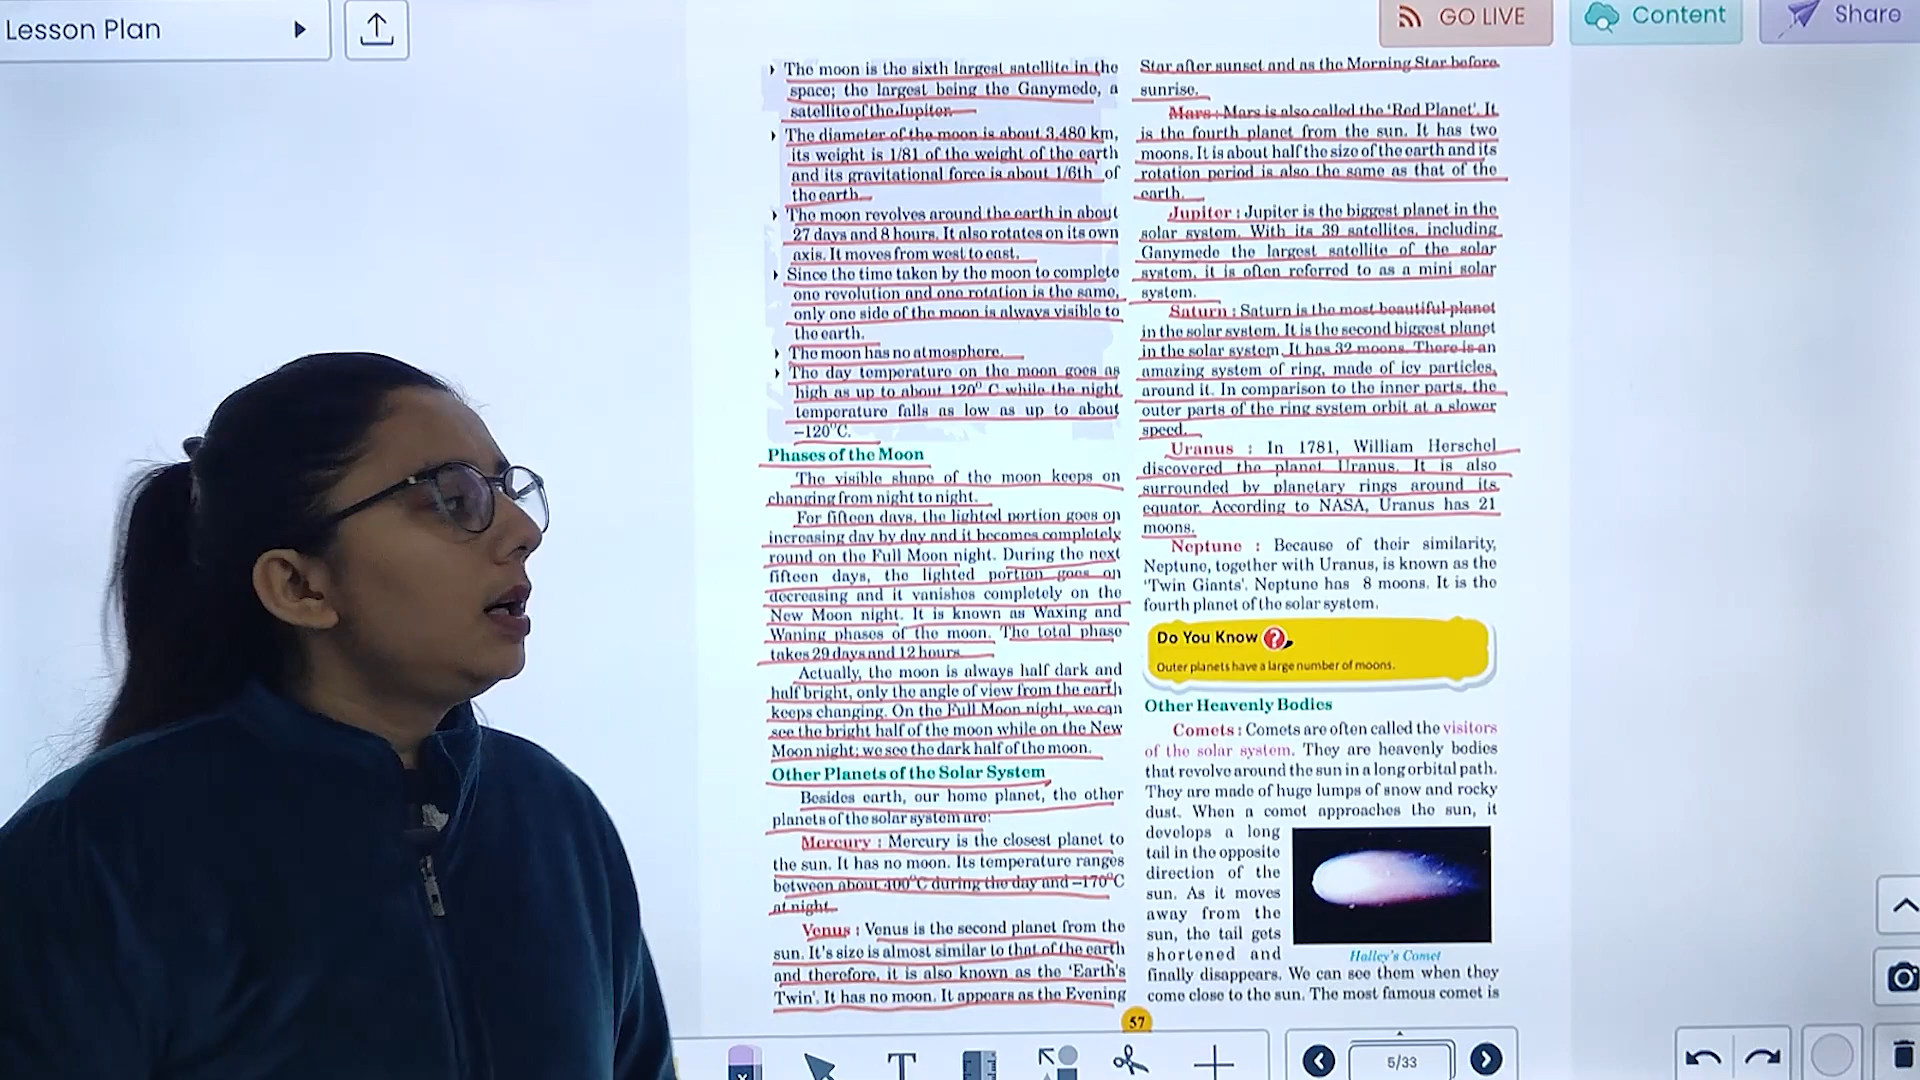 Lesson Plan
GO LIVE
Content
Share
The moon is the sixth largest satellite in the
space; the largest being the Ganymede, a
satellite of the Jupiter.
The diameter of the moon is about 3,480 km,
its weight is 1/81 of the weight of the earth
and its gravitational force is about 1/6th of
the earth.
The moon revolves around the earth in about
27 days and 8 hours. It also rotates on its own
axis. It moves from west to east.
Since the time taken by the moon to complete
one revolution and one rotation is the same,
only one side of the moon is always visible to
the earth.
The moon has no atmosphere.
The day temperature on the moon goes as
high as up to about 120⁰ C while the night
temperature falls as low as up to about
–120⁰C.
Phases of the Moon
The visible shape of the moon keeps on
changing from night to night.
For fifteen days, the lighted portion goes on
increasing day by day and it becomes completely
round on the Full Moon night. During the next
fifteen days, the lighted portion goes on
decreasing and it vanishes completely on the
New Moon night. It is known as Waxing and
Waning phases of the moon. The total phase
takes 29 days and 12 hours.
Actually, the moon is always half dark and
half bright, only the angle of view from the earth
keeps changing. On the Full Moon night, we can
see the bright half of the moon while on the New
Moon night; we see the dark half of the moon.
Other Planets of the Solar System
Besides earth, our home planet, the other
planets of the solar system are:
Mercury : Mercury is the closest planet to
the sun. It has no moon. Its temperature ranges
between about 400⁰C during the day and –170⁰C
at night.
Venus : Venus is the second planet from the
sun. It's size is almost similar to that of the earth
and therefore, it is also known as the 'Earth's
Twin'. It has no moon. It appears as the Evening
Star after sunset and as the Morning Star before
sunrise.
Mars : Mars is also called the 'Red Planet'. It
is the fourth planet from the sun. It has two
moons. It is about half the size of the earth and its
rotation period is also the same as that of the
earth.
Jupiter : Jupiter is the biggest planet in the
solar system. With its 39 satellites, including
Ganymede the largest satellite of the solar
system, it is often referred to as a mini solar
system.
Saturn : Saturn is the most beautiful planet
in the solar system. It is the second biggest planet
in the solar system. It has 32 moons. There is an
amazing system of ring, made of icy particles,
around it. In comparison to the inner parts, the
outer parts of the ring system orbit at a slower
speed.
Uranus : In 1781, William Herschel
discovered the planet Uranus. It is also
surrounded by planetary rings around its
equator. According to NASA, Uranus has 21
moons.
Neptune : Because of their similarity,
Neptune, together with Uranus, is known as the
'Twin Giants'. Neptune has 8 moons. It is the
fourth planet of the solar system.
Do You Know ?
Outer planets have a large number of moons.
Other Heavenly Bodies
Comets : Comets are often called the visitors
of the solar system. They are heavenly bodies
that revolve around the sun in a long orbital path.
They are made of huge lumps of snow and rocky
dust. When a comet approaches the sun, it
develops a long
tail in the opposite
direction of the
sun. As it moves
away from the
sun, the tail gets
shortened and
Halley's Comet
finally disappears. We can see them when they
come close to the sun. The most famous comet is
57
T
5/33